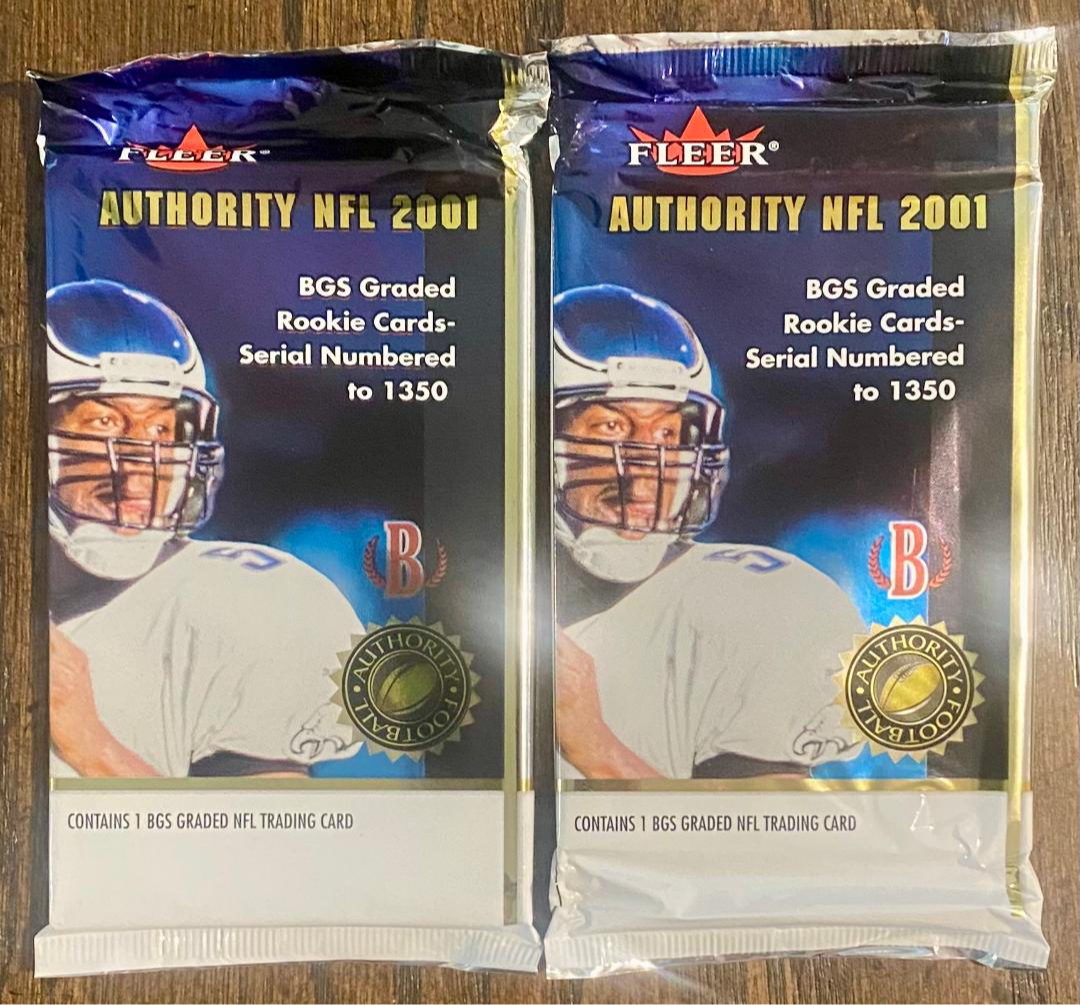 FLEER®
AUTHORITY NFL 2001
BGS Graded
Rookie Cards-
Serial Numbered
to 1350
5
B
AUTHORITY • FOOTBALL •
CONTAINS 1 BGS GRADED NFL TRADING CARD
FLEER®
AUTHORITY NFL 2001
BGS Graded
Rookie Cards-
Serial Numbered
to 1350
5
B
AUTHORITY • FOOTBALL •
CONTAINS 1 BGS GRADED NFL TRADING CARD